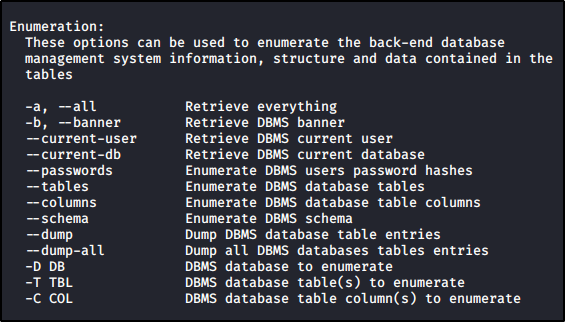 Enumeration:
These options can be used to enumerate the back-end database
management system information, structure and data contained in the
tables
-a, --all Retrieve everything
-b, --banner Retrieve DBMS banner
--current-user Retrieve DBMS current user
--current-db Retrieve DBMS current database
--passwords Enumerate DBMS users password hashes
--tables Enumerate DBMS database tables
--columns Enumerate DBMS database table columns
--schema Enumerate DBMS schema
--dump Dump DBMS database table entries
--dump-all Dump all DBMS databases tables entries
-D DB DBMS database to enumerate
-T TBL DBMS database table(s) to enumerate
-C COL DBMS database table column(s) to enumerate